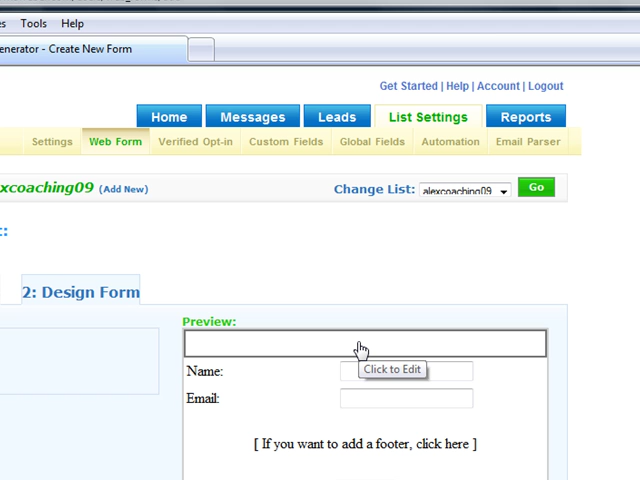 Tools Help
enerator - Create New Form
Get Started | Help | Account | Logout
Home Messages Leads List Settings Reports
Settings Web Form Verified Opt-in Custom Fields Global Fields Automation Email Parser
xcoaching09 (Add New) Change List: alexcoaching09 Go
2: Design Form
Preview:
Click to Edit
Name:
Email:
[ If you want to add a footer, click here ]